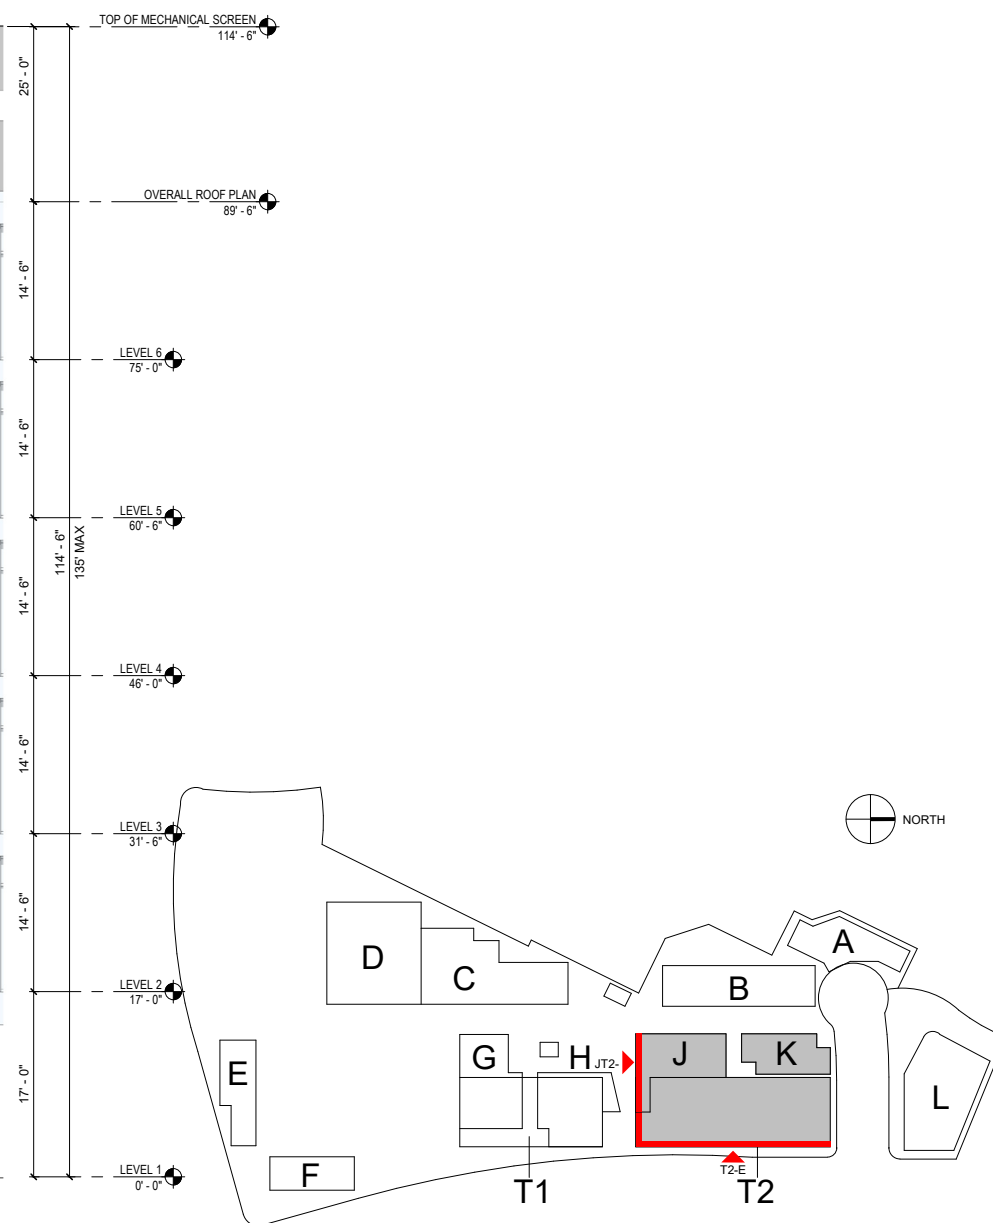 TOP OF MECHANICAL SCREEN
114' - 6"
25' - 0"
OVERALL ROOF PLAN
89' - 6"
14' - 6"
LEVEL 6
75' - 0"
14' - 6"
LEVEL 5
60' - 6"
114' - 6"
135' MAX
14' - 6"
LEVEL 4
46' - 0"
14' - 6"
LEVEL 3
31' - 6"
NORTH
14' - 6"
LEVEL 2
17' - 0"
17' - 0"
LEVEL 1
0' - 0"
A
D
C
B
E
G
H
JT2-
J
K
L
F
T2-E
T1
T2